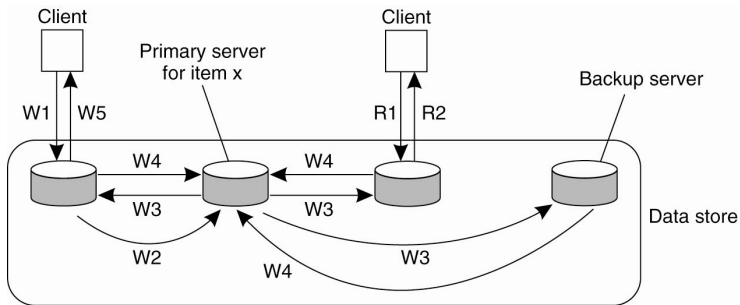 Client
Client
Primary server
for item x
Backup server
W1
W5
R1
R2
W4
W4
W3
W3
Data store
W2
W3
W4